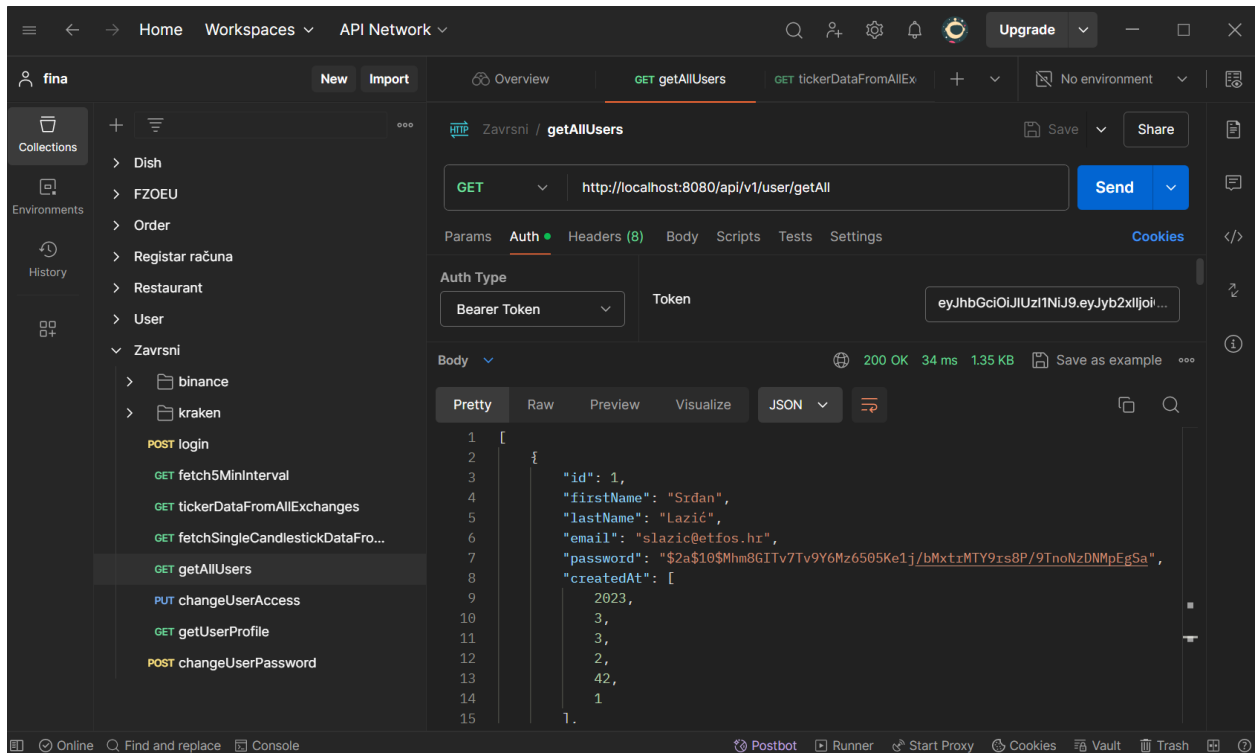 Home Workspaces API Network Upgrade
fina New Import Overview GET getAllUsers GET tickerDataFromAllEx No environment
Collections
Environments
History
Dish
FZOEU
Order
Registar računa
Restaurant
User
Zavrsni
binance
kraken
POST login
GET fetch5MinInterval
GET tickerDataFromAllExchanges
GET fetchSingleCandlestickDataFro...
GET getAllUsers
PUT changeUserAccess
GET getUserProfile
POST changeUserPassword
HTTP Zavrsni / getAllUsers Save Share
GET http://localhost:8080/api/v1/user/getAll Send
Params Auth Headers (8) Body Scripts Tests Settings Cookies
Auth Type
Bearer Token Token eyJhbGciOiJIUzI1NiJ9.eyJyb2xlIjoi...
Body 200 OK 34 ms 1.35 KB Save as example
Pretty Raw Preview Visualize JSON
1 [
2 {
3 "id": 1,
4 "firstName": "Srđan",
5 "lastName": "Lazić",
6 "email": "slazic@etfos.hr",
7 "password": "$2a$10$Mhm8GITv7Tv9Y6Mz6505Ke1j/bMxtrMTY9rs8P/9TnoNzDNMpEgSa",
8 "createdAt": [
9 2023,
10 3,
11 3,
12 2,
13 42,
14 1
15 ],
Online Find and replace Console Postbot Runner Start Proxy Cookies Vault Trash